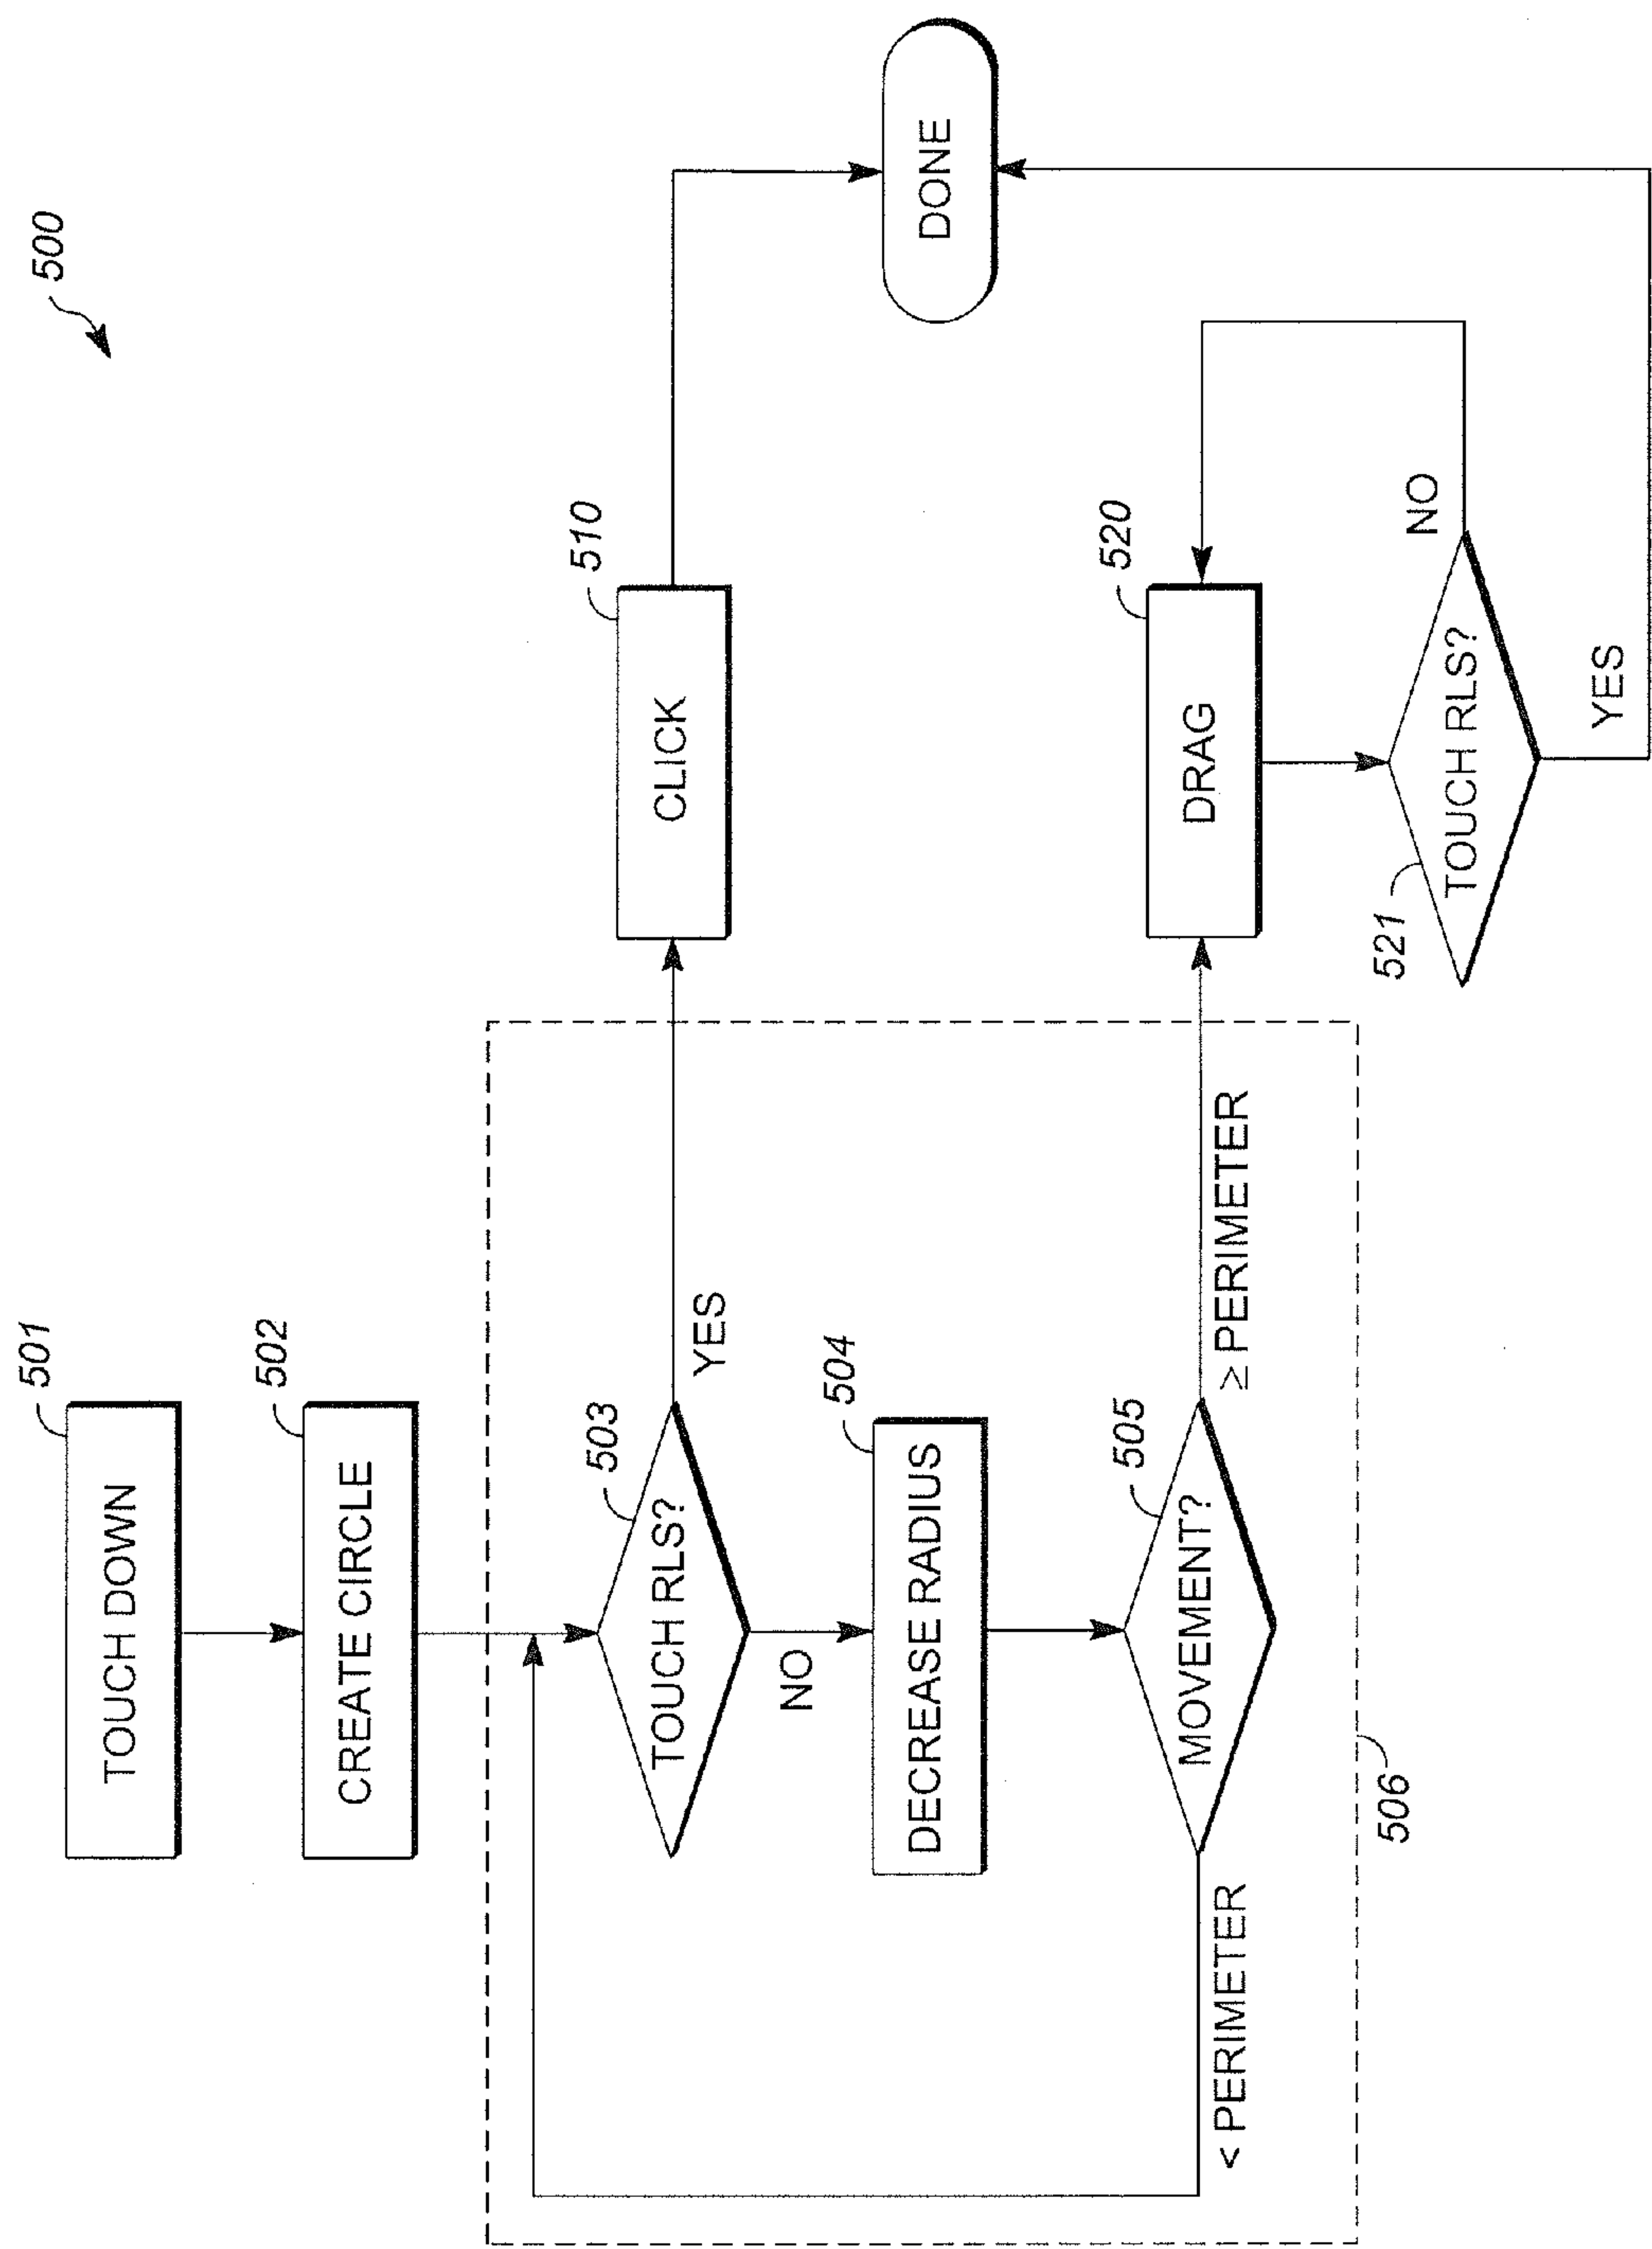 500
501
TOUCH DOWN
502
CREATE CIRCLE
503
TOUCH RLS?
YES
NO
510
CLICK
504
DECREASE RADIUS
505
MOVEMENT?
< PERIMETER
≥ PERIMETER
506
520
DRAG
521
TOUCH RLS?
NO
YES
DONE